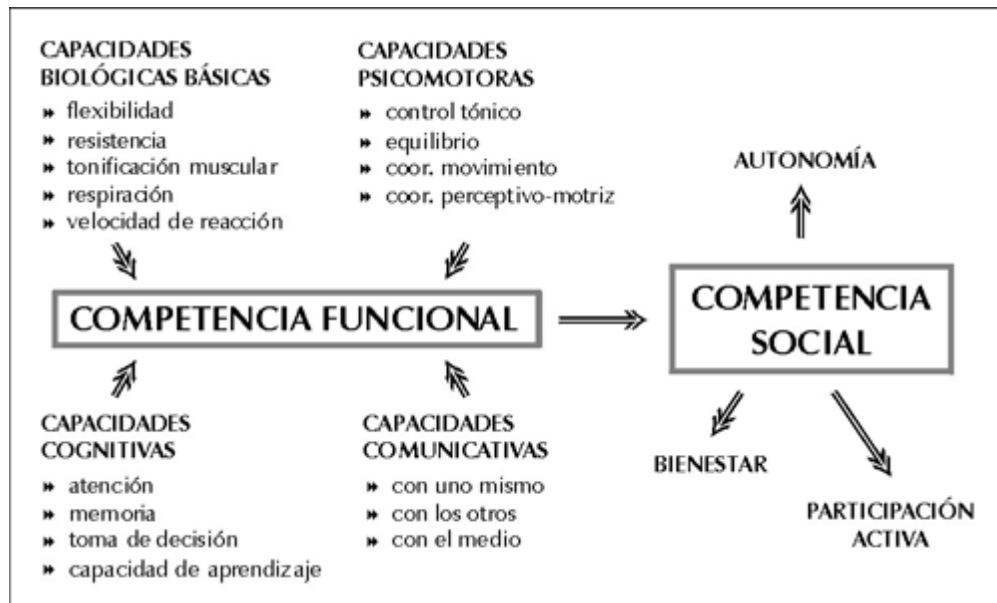 CAPACIDADES
BIOLÓGICAS BÁSICAS
flexibilidad
resistencia
tonificación muscular
respiración
velocidad de reacción
CAPACIDADES
PSICOMOTORAS
control tónico
equilibrio
coor. movimiento
coor. perceptivo-motriz
COMPETENCIA FUNCIONAL
CAPACIDADES
COGNITIVAS
atención
memoria
toma de decisión
capacidad de aprendizaje
CAPACIDADES
COMUNICATIVAS
con uno mismo
con los otros
con el medio
AUTONOMÍA
COMPETENCIA
SOCIAL
BIENESTAR
PARTICIPACIÓN
ACTIVA